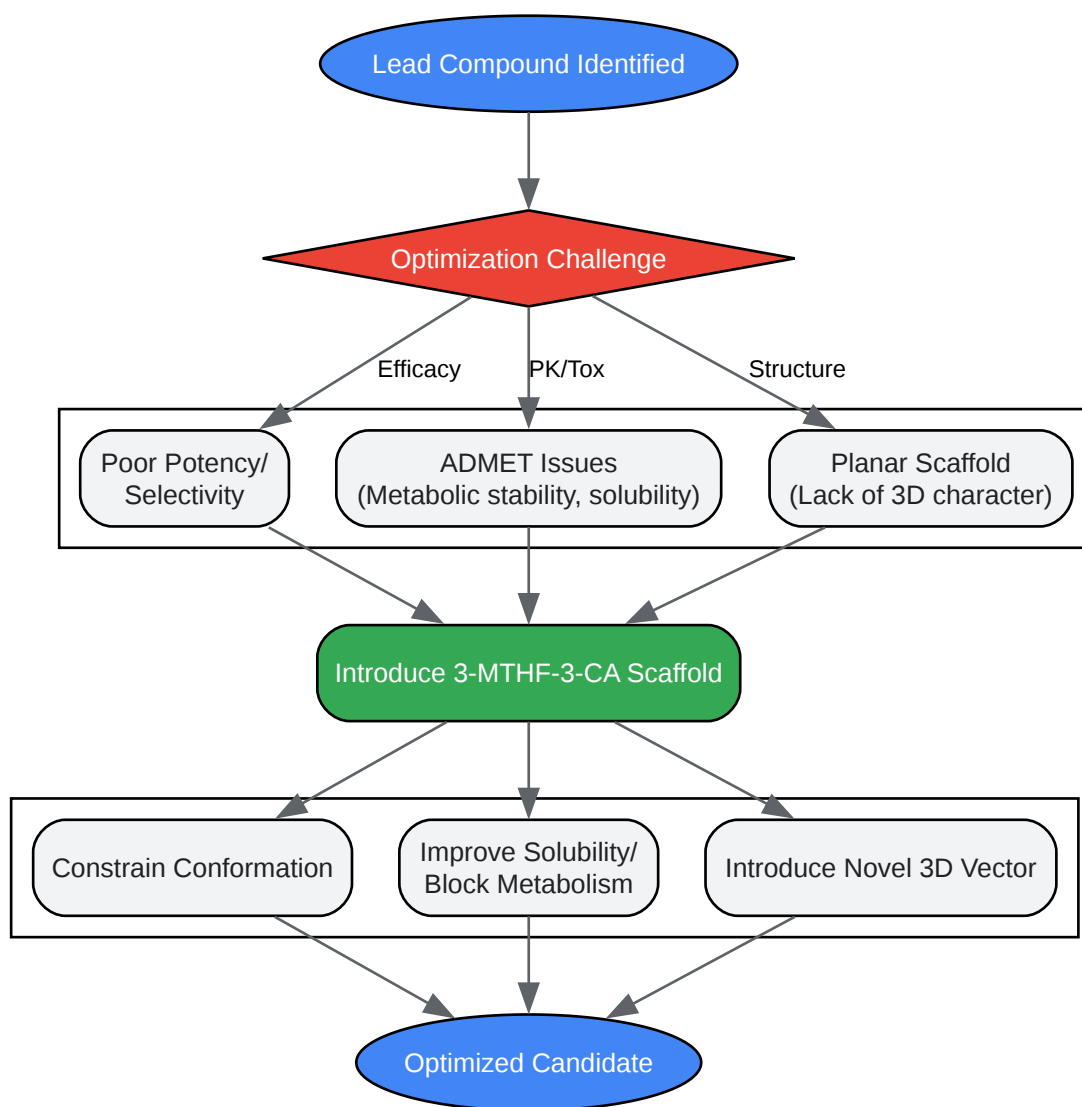 Lead Compound Identified
Optimization Challenge
Efficacy
PK/Tox
Structure
Poor Potency/
Selectivity
ADMET Issues
(Metabolic stability, solubility)
Planar Scaffold
(Lack of 3D character)
Introduce 3-MTHF-3-CA Scaffold
Constrain Conformation
Improve Solubility/
Block Metabolism
Introduce Novel 3D Vector
Optimized Candidate